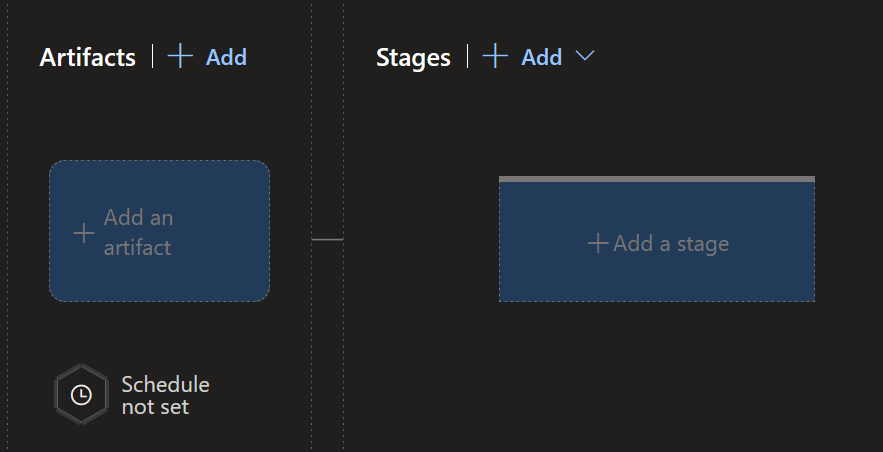 Artifacts
Add
Stages
Add
Add an
artifact
Add a stage
Schedule
not set